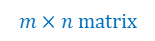 m × n matrix